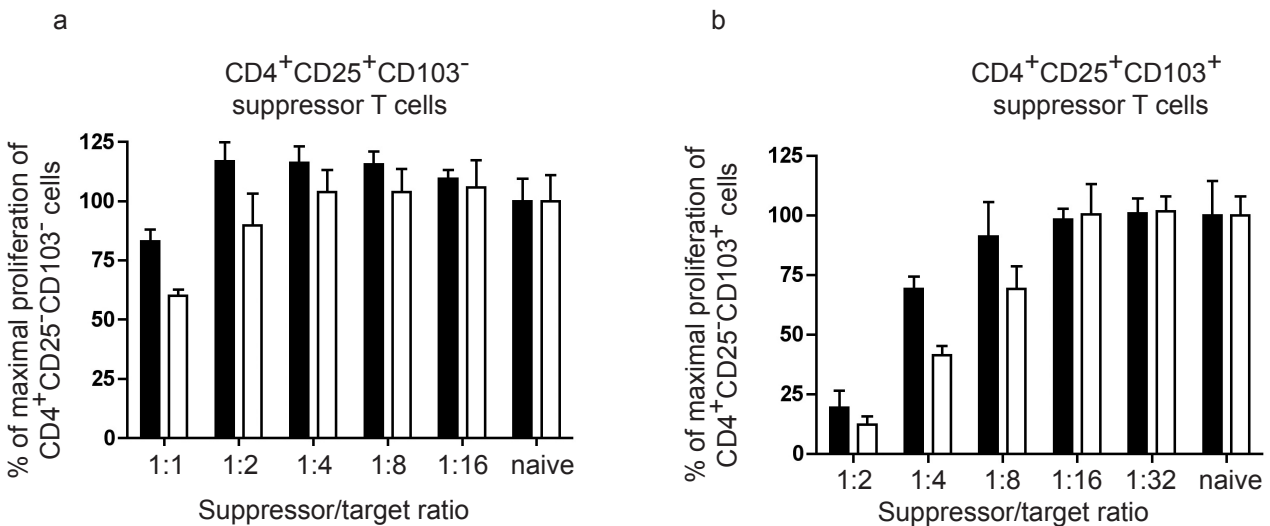 a
CD4⁺CD25⁺CD103⁻
suppressor T cells
% of maximal proliferation of
CD4⁺CD25⁻CD103⁻ cells
125
100
75
50
25
0
1:1 1:2 1:4 1:8 1:16 naive
Suppressor/target ratio
b
CD4⁺CD25⁺CD103⁺
suppressor T cells
% of maximal proliferation of
CD4⁺CD25⁻CD103⁺ cells
125
100
75
50
25
0
1:2 1:4 1:8 1:16 1:32 naive
Suppressor/target ratio